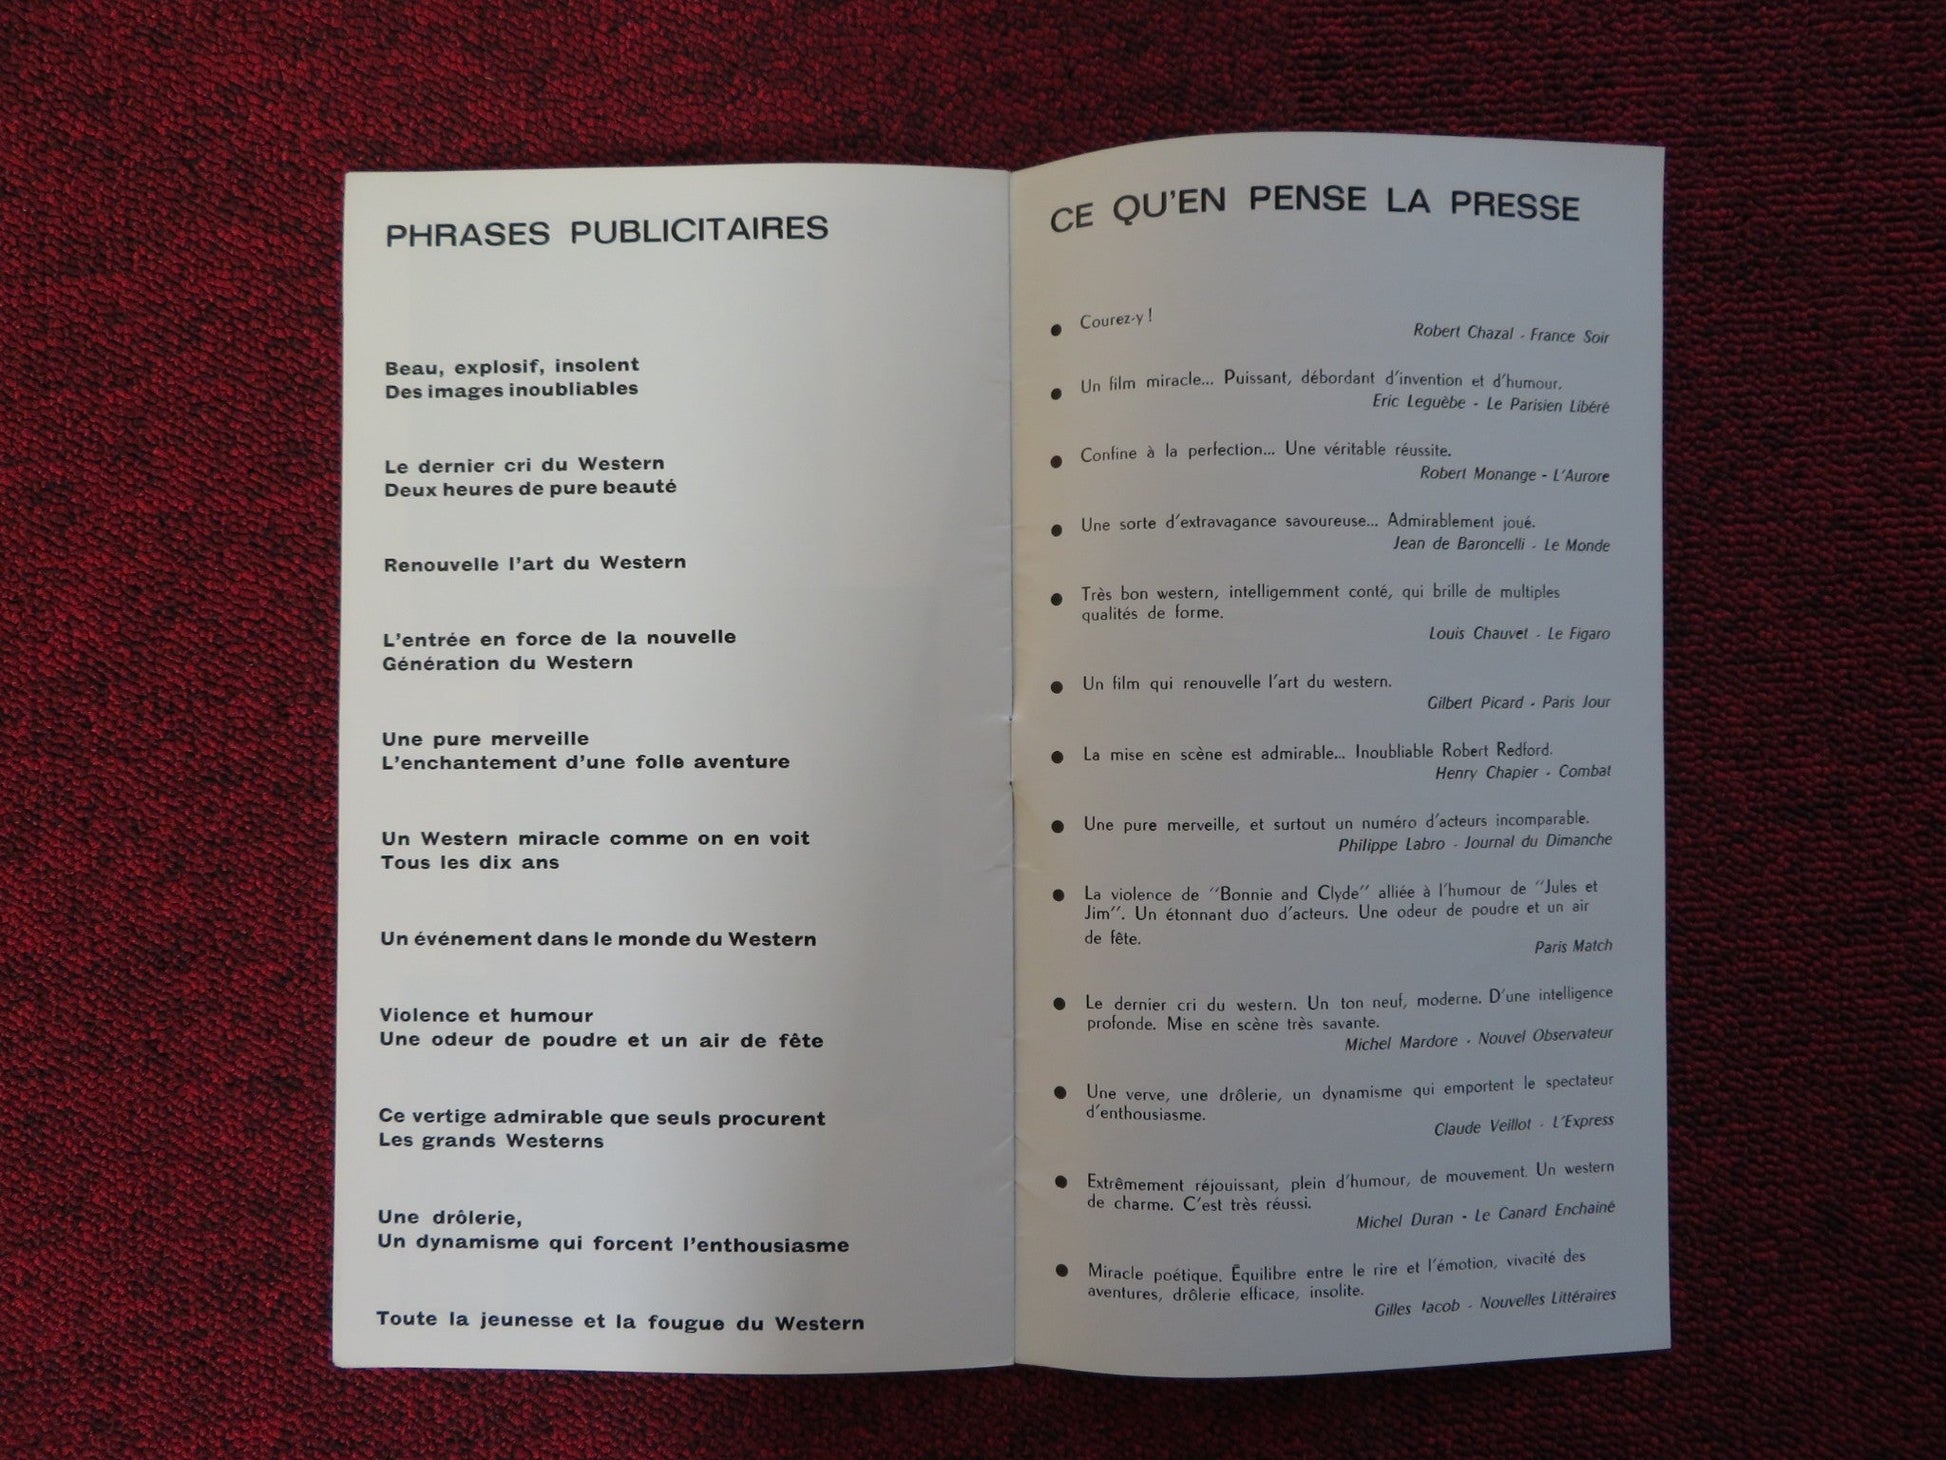 PHRASES PUBLICITAIRES
Beau, explosif, insolent
Des images inoubliables
Le dernier cri du Western
Deux heures de pure beauté
Renouvelle l'art du Western
L'entrée en force de la nouvelle
Génération du Western
Une pure merveille
L'enchantement d'une folle aventure
Un Western miracle comme on en voit
Tous les dix ans
Un événement dans le monde du Western
Violence et humour
Une odeur de poudre et un air de fête
Ce vertige admirable que seuls procurent
Les grands Westerns
Une drôlerie,
Un dynamisme qui forcent l'enthousiasme
Toute la jeunesse et la fougue du Western
CE QU'EN PENSE LA PRESSE
● Courez-y !
Robert Chazal - France Soir
● Un film miracle... Puissant, débordant d'invention et d'humour.
Eric Leguèbe - Le Parisien Libéré
● Confine à la perfection... Une véritable réussite.
Robert Monange - L'Aurore
● Une sorte d'extravagance savoureuse... Admirablement joué.
Jean de Baroncelli - Le Monde
● Très bon western, intelligemment conté, qui brille de multiples
qualités de forme.
Louis Chauvet - Le Figaro
● Un film qui renouvelle l'art du western.
Gilbert Picard - Paris Jour
● La mise en scène est admirable... Inoubliable Robert Redford.
Henry Chapier - Combat
● Une pure merveille, et surtout un numéro d'acteurs incomparable.
Philippe Labro - Journal du Dimanche
● La violence de "Bonnie and Clyde" alliée à l'humour de "Jules et
Jim". Un étonnant duo d'acteurs. Une odeur de poudre et un air
de fête.
Paris Match
● Le dernier cri du western. Un ton neuf, moderne. D'une intelligence
profonde. Mise en scène très savante.
Michel Mardore - Nouvel Observateur
● Une verve, une drôlerie, un dynamisme qui emportent le spectateur
d'enthousiasme.
Claude Veillot - L'Express
● Extrêmement réjouissant, plein d'humour, de mouvement. Un western
de charme. C'est très réussi.
Michel Duran - Le Canard Enchainé
● Miracle poétique. Équilibre entre le rire et l'émotion, vivacité des
aventures, drôlerie efficace, insolite.
Gilles Jacob - Nouvelles Littéraires